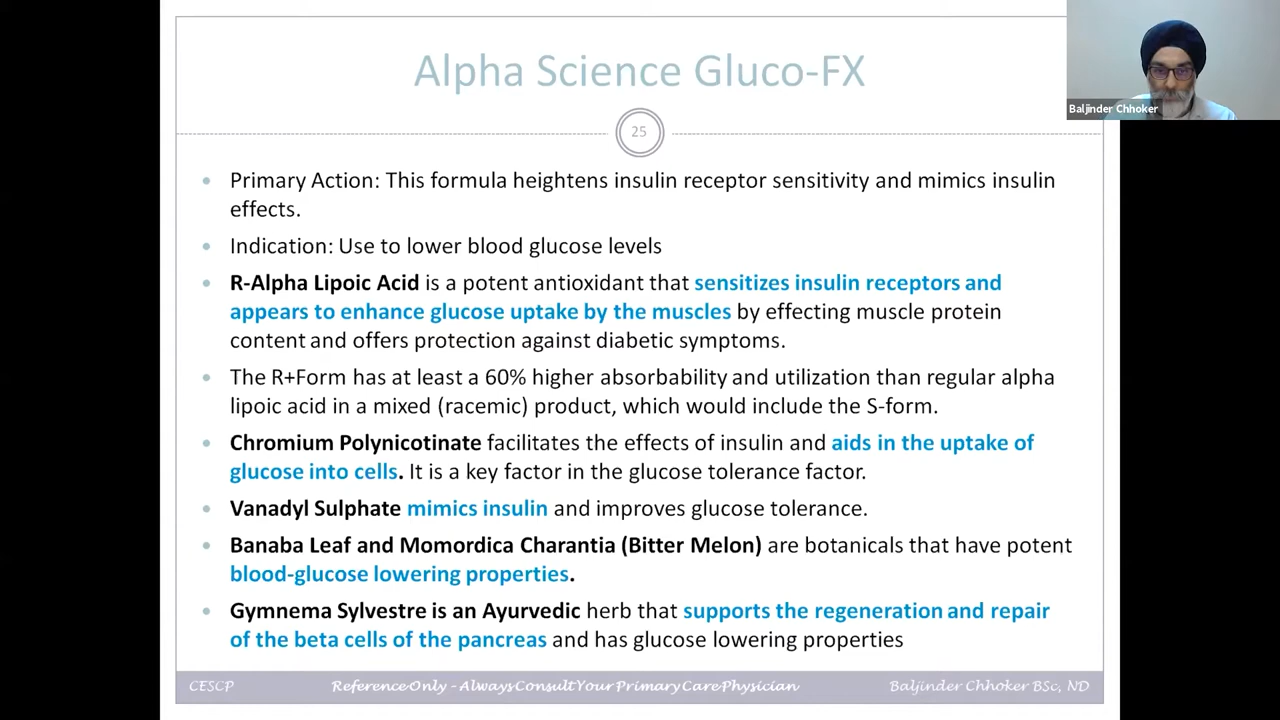 Alpha Science Gluco-FX
Baljinder Chhoker
25
Primary Action: This formula heightens insulin receptor sensitivity and mimics insulin
effects.
Indication: Use to lower blood glucose levels
R-Alpha Lipoic Acid is a potent antioxidant that sensitizes insulin receptors and
appears to enhance glucose uptake by the muscles by effecting muscle protein
content and offers protection against diabetic symptoms.
The R+Form has at least a 60% higher absorbability and utilization than regular alpha
lipoic acid in a mixed (racemic) product, which would include the S-form.
Chromium Polynicotinate facilitates the effects of insulin and aids in the uptake of
glucose into cells. It is a key factor in the glucose tolerance factor.
Vanadyl Sulphate mimics insulin and improves glucose tolerance.
Banaba Leaf and Momordica Charantia (Bitter Melon) are botanicals that have potent
blood-glucose lowering properties.
Gymnema Sylvestre is an Ayurvedic herb that supports the regeneration and repair
of the beta cells of the pancreas and has glucose lowering properties
CESCP Reference Only - Always Consult Your Primary Care Physician Baljinder Chhoker BSc, ND